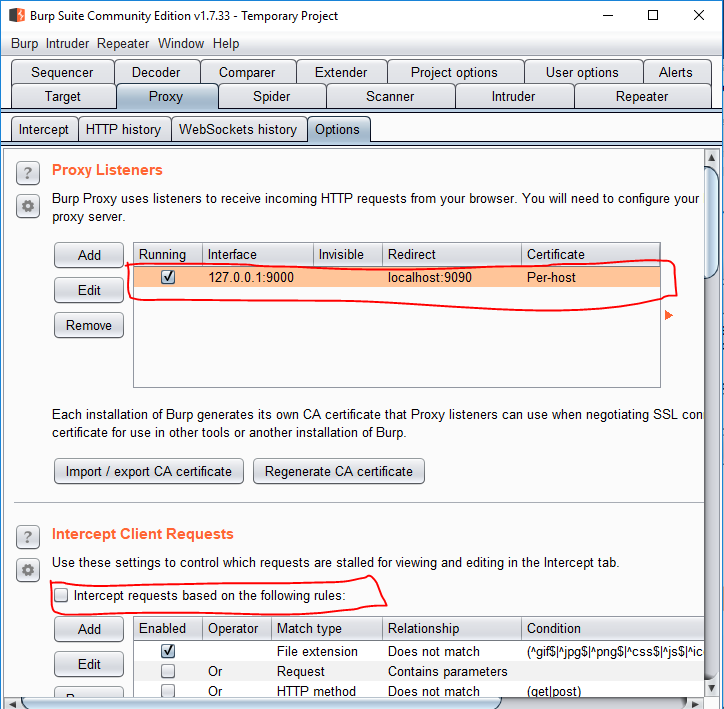 Burp Suite Community Edition v1.7.33 - Temporary Project
Burp Intruder Repeater Window Help
Sequencer Decoder Comparer Extender Project options User options Alerts
Target Proxy Spider Scanner Intruder Repeater
Intercept HTTP history WebSockets history Options
? Proxy Listeners
Burp Proxy uses listeners to receive incoming HTTP requests from your browser. You will need to configure your
proxy server.
Add Running Interface Invisible Redirect Certificate
127.0.0.1:9000 localhost:9090 Per-host
Edit
Remove
Each installation of Burp generates its own CA certificate that Proxy listeners can use when negotiating SSL con
certificate for use in other tools or another installation of Burp.
Import / export CA certificate Regenerate CA certificate
? Intercept Client Requests
Use these settings to control which requests are stalled for viewing and editing in the Intercept tab.
Intercept requests based on the following rules:
Add Enabled Operator Match type Relationship Condition
File extension Does not match (^gif$|^jpg$|^png$|^css$|^js$|^ic
Edit Or Request Contains parameters
Or HTTP method Does not match (get|post)